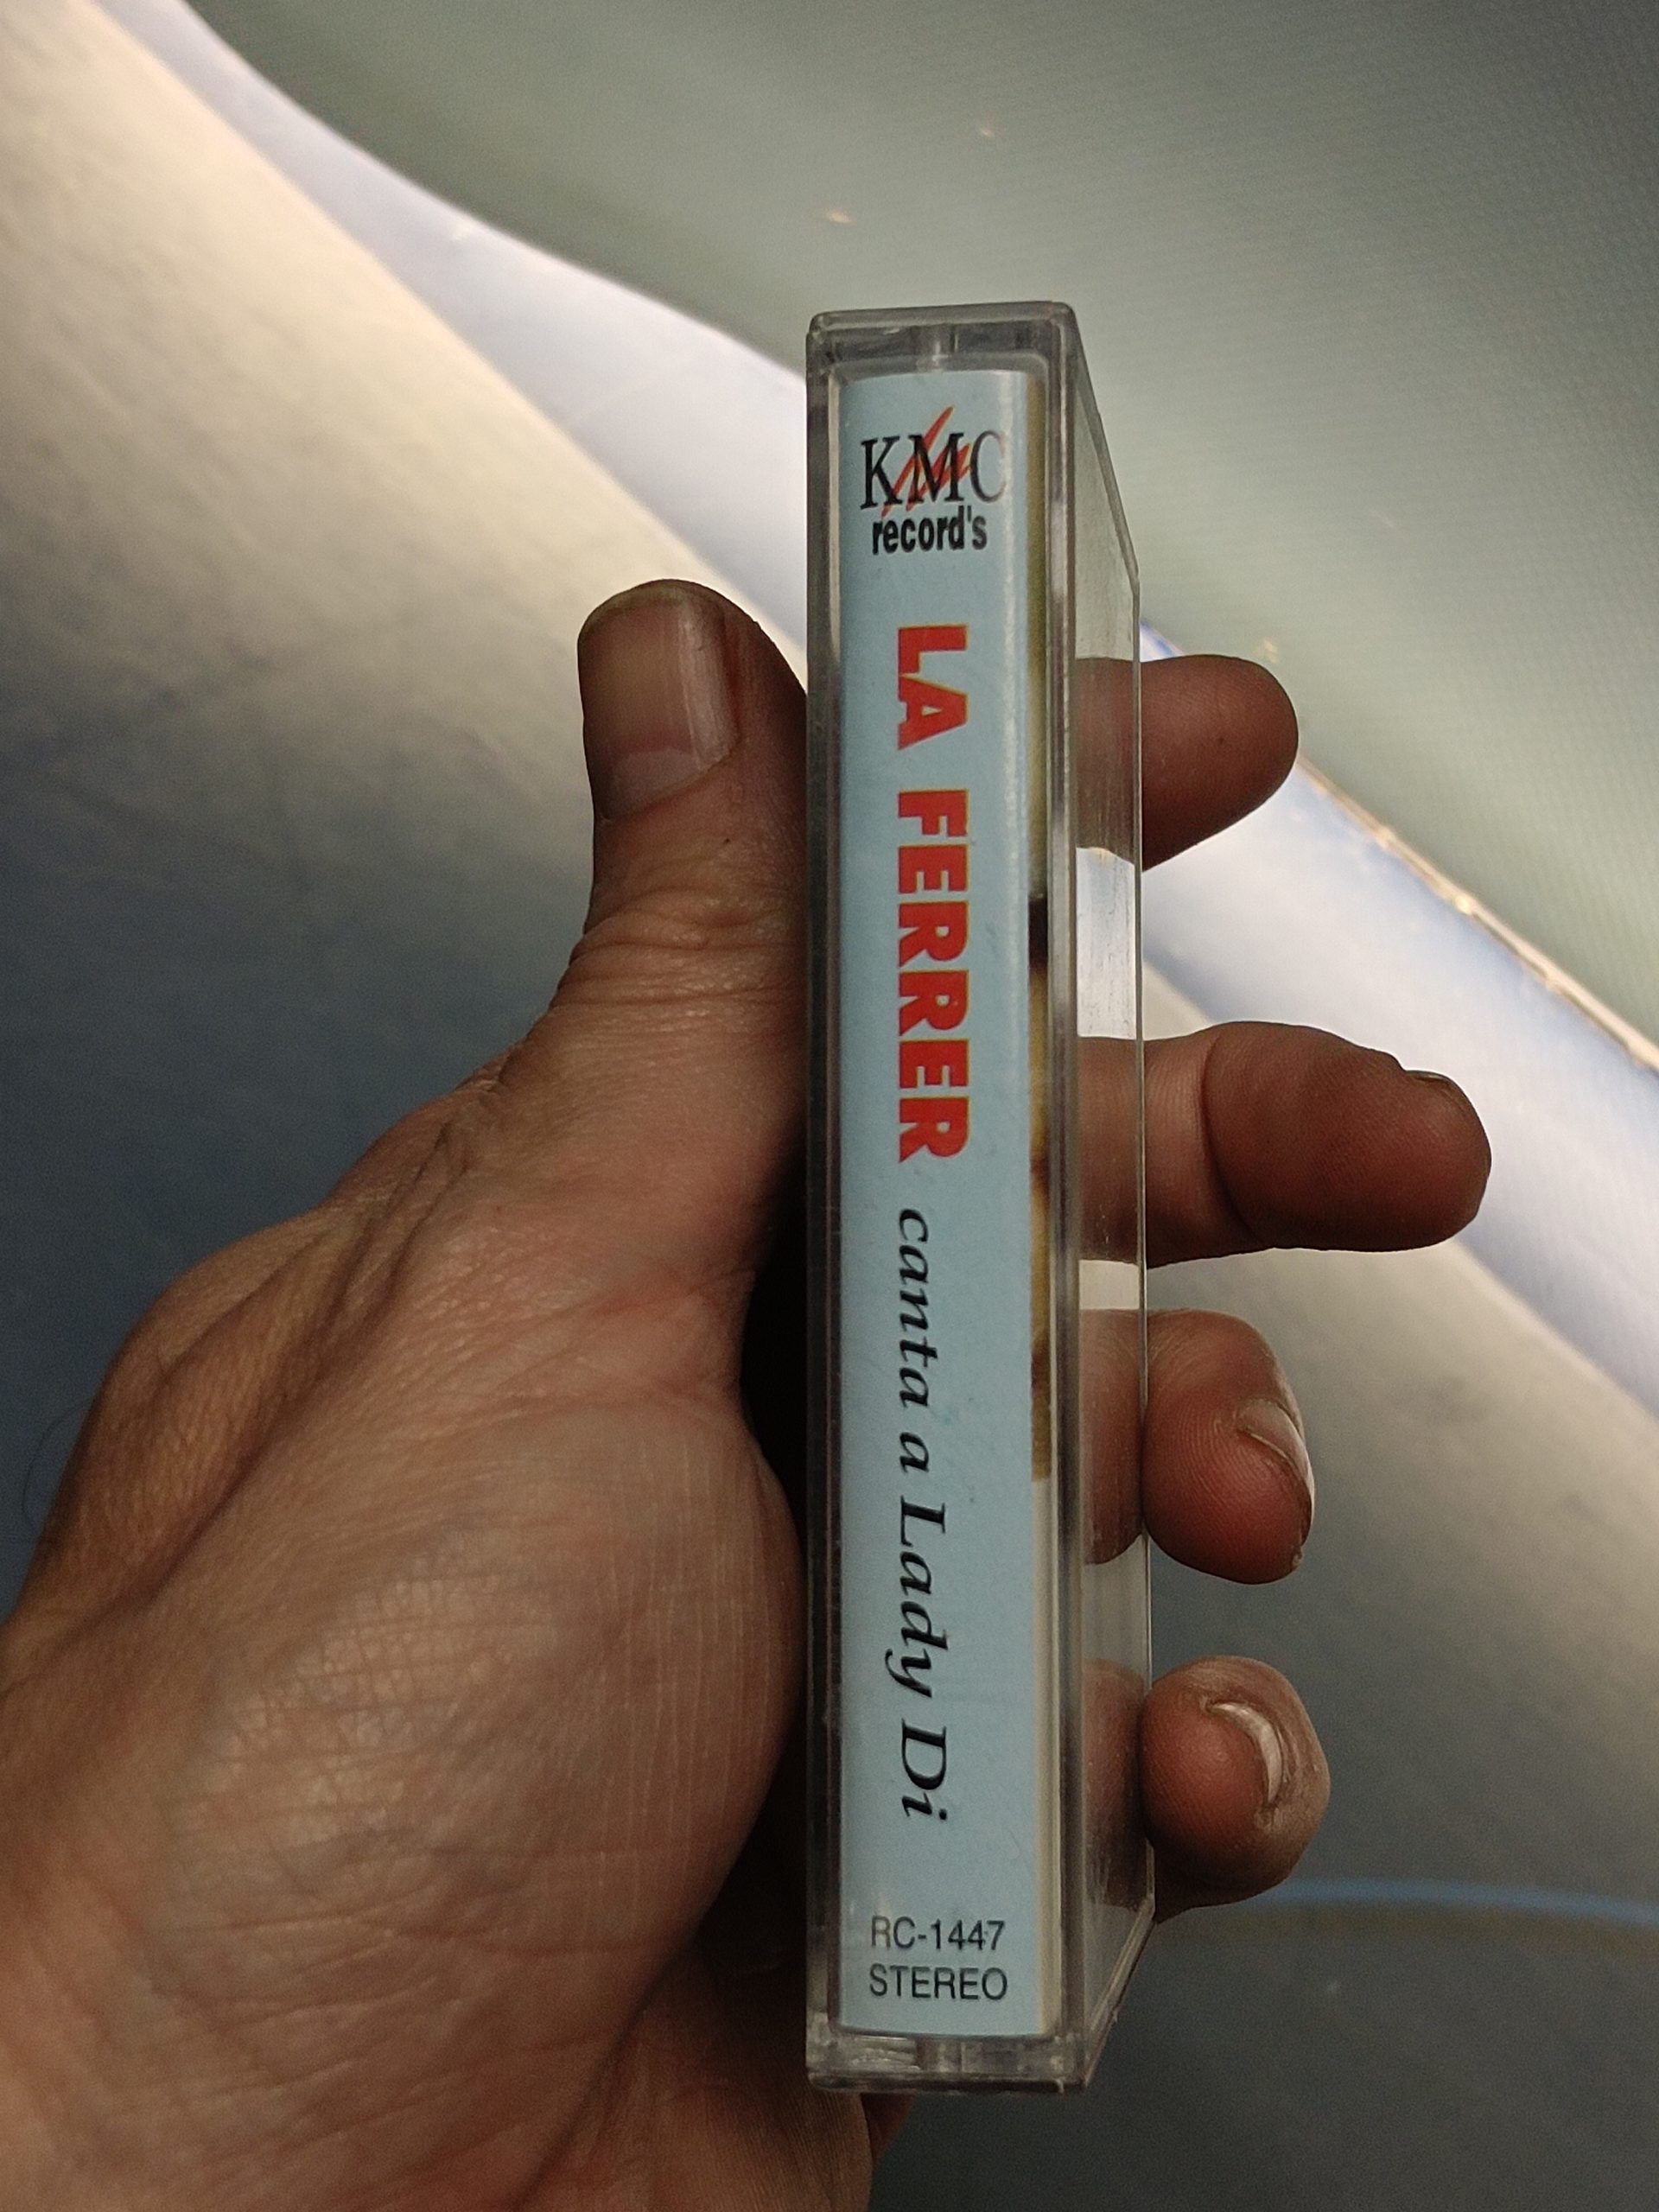 KMC
record's
LA FERRER canta a Lady Di
RC-1447
STEREO